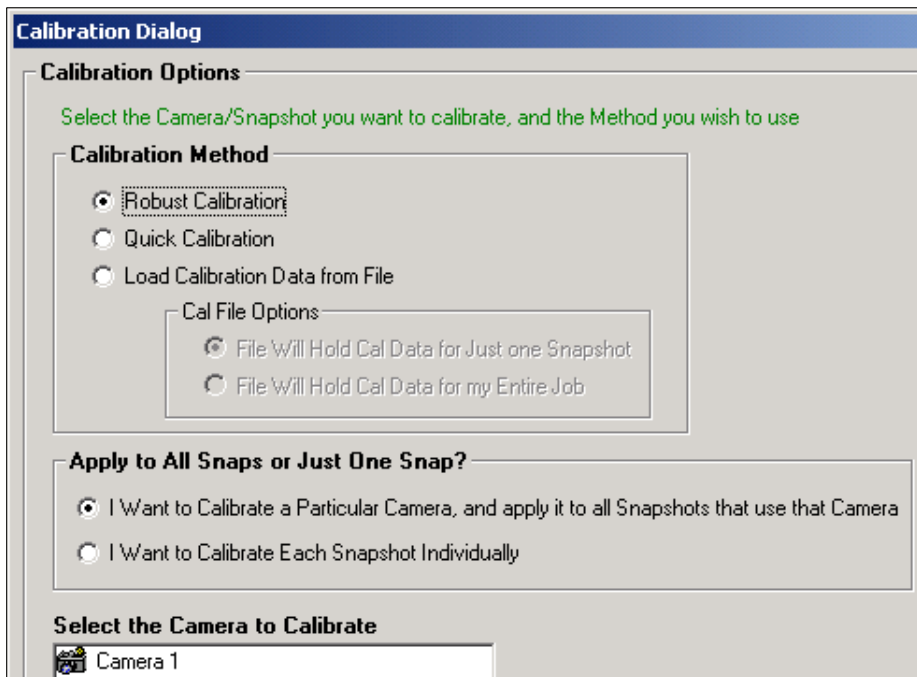 Calibration Dialog
Calibration Options
Select the Camera/Snapshot you want to calibrate, and the Method you wish to use
Calibration Method
Robust Calibration
Quick Calibration
Load Calibration Data from File
Cal File Options
File Will Hold Cal Data for Just one Snapshot
File Will Hold Cal Data for my Entire Job
Apply to All Snaps or Just One Snap?
I Want to Calibrate a Particular Camera, and apply it to all Snapshots that use that Camera
I Want to Calibrate Each Snapshot Individually
Select the Camera to Calibrate
Camera 1